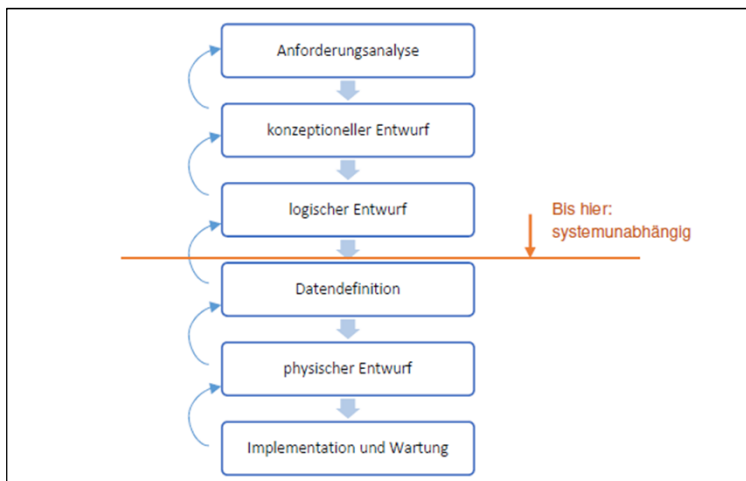 Anforderungsanalyse
konzeptioneller Entwurf
logischer Entwurf
Bis hier:
systemunabhängig
Datendefinition
physischer Entwurf
Implementation und Wartung